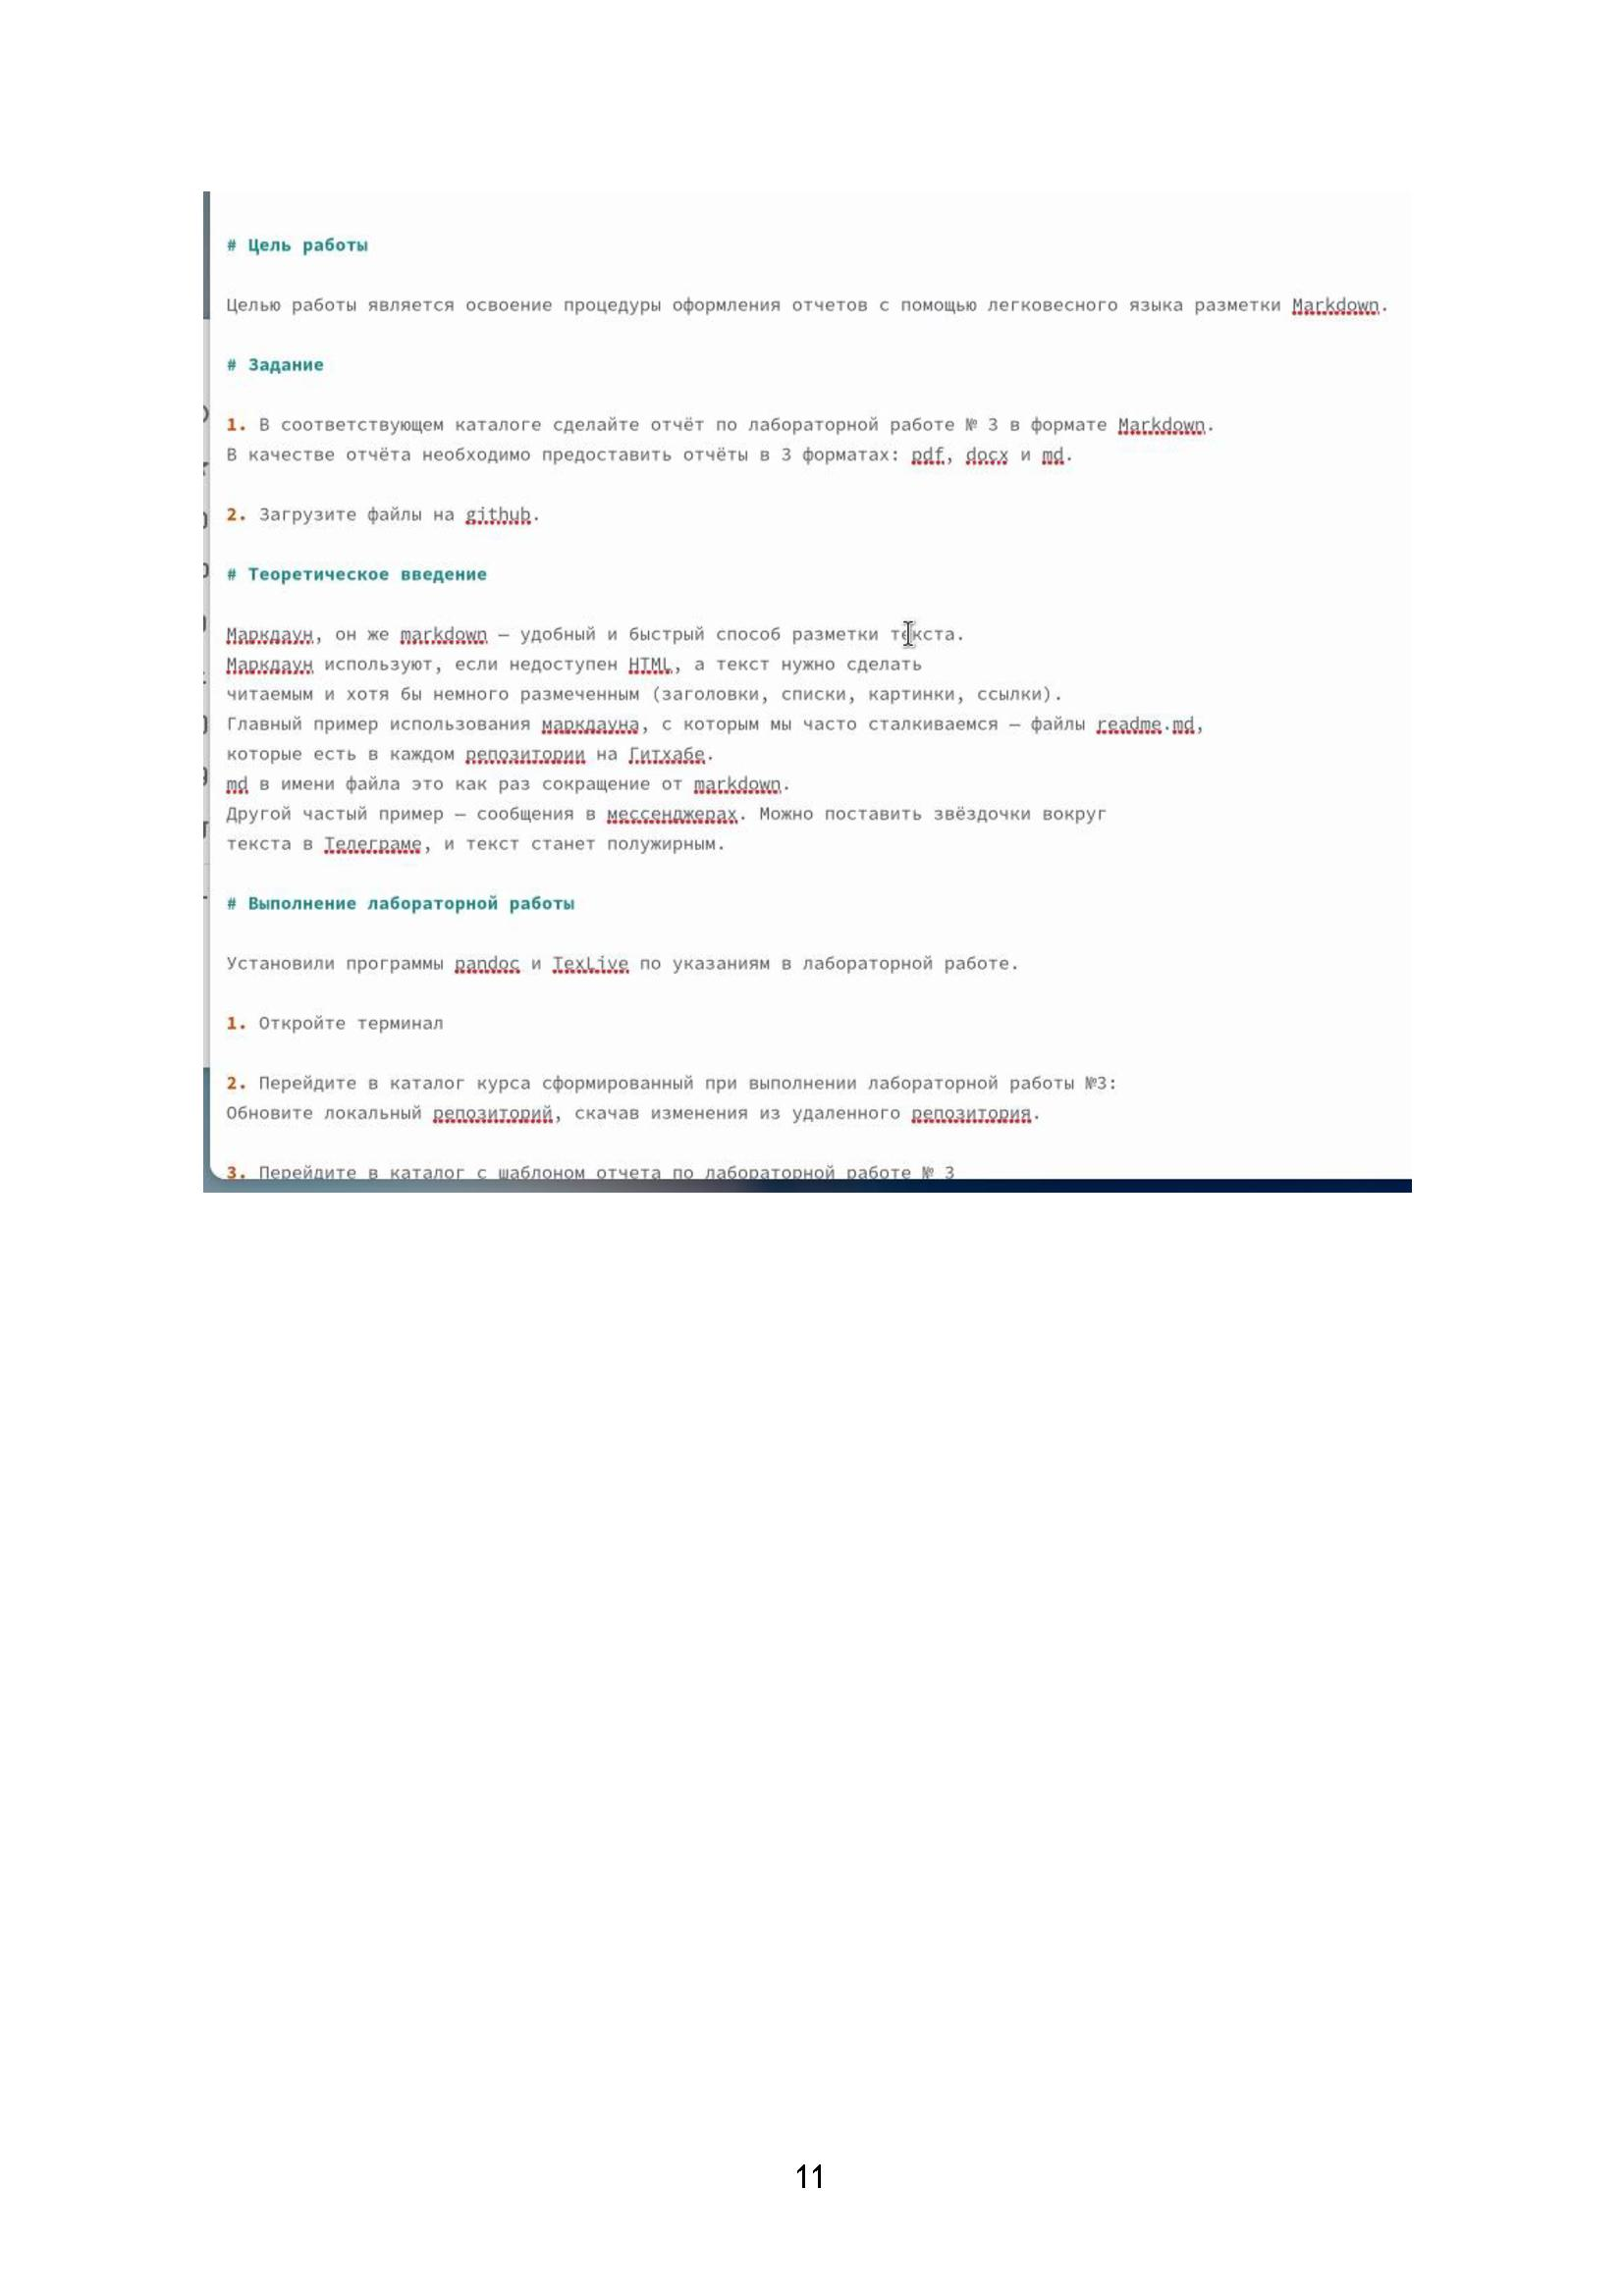 # Цель работы
Целью работы является освоение процедуры оформления отчетов с помощью легковесного языка разметки Markdown.
# Задание
1. В соответствующем каталоге сделайте отчёт по лабораторной работе № 3 в формате Markdown.
В качестве отчёта необходимо предоставить отчёты в 3 форматах: pdf, docx и md.
2. Загрузите файлы на github.
# Теоретическое введение
Маркдаун, он же markdown — удобный и быстрый способ разметки текста.
Маркдаун используют, если недоступен HTML, а текст нужно сделать
читаемым и хотя бы немного размеченным (заголовки, списки, картинки, ссылки).
Главный пример использования маркдауна, с которым мы часто сталкиваемся — файлы readme.md,
которые есть в каждом репозитории на Гитхабе.
md в имени файла это как раз сокращение от markdown.
Другой частый пример — сообщения в мессенджерах. Можно поставить звёздочки вокруг
текста в Телеграме, и текст станет полужирным.
# Выполнение лабораторной работы
Установили программы pandoc и TexLive по указаниям в лабораторной работе.
1. Откройте терминал
2. Перейдите в каталог курса сформированный при выполнении лабораторной работы №3:
Обновите локальный репозиторий, скачав изменения из удаленного репозитория.
3. Перейдите в каталог с шаблоном отчета по лабораторной работе № 3
11